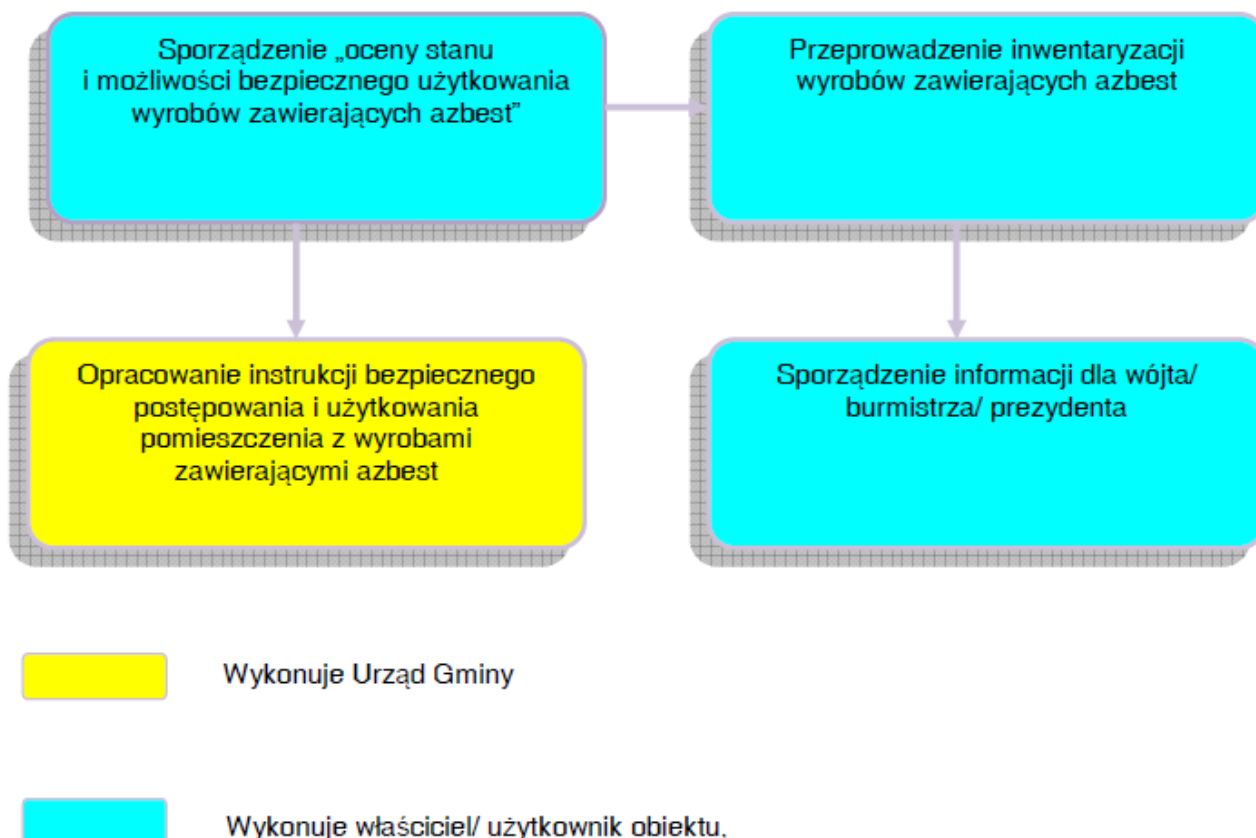 Sporządzenie „oceny stanu
i możliwości bezpiecznego użytkowania
wyrobów zawierających azbest”
Przeprowadzenie inwentaryzacji
wyrobów zawierających azbest
Opracowanie instrukcji bezpiecznego
postępowania i użytkowania
pomieszczenia z wyrobami
zawierającymi azbest
Sporządzenie informacji dla wójta/
burmistrza/ prezydenta
Wykonuje Urząd Gminy
Wykonuje właściciel/ użytkownik obiektu,